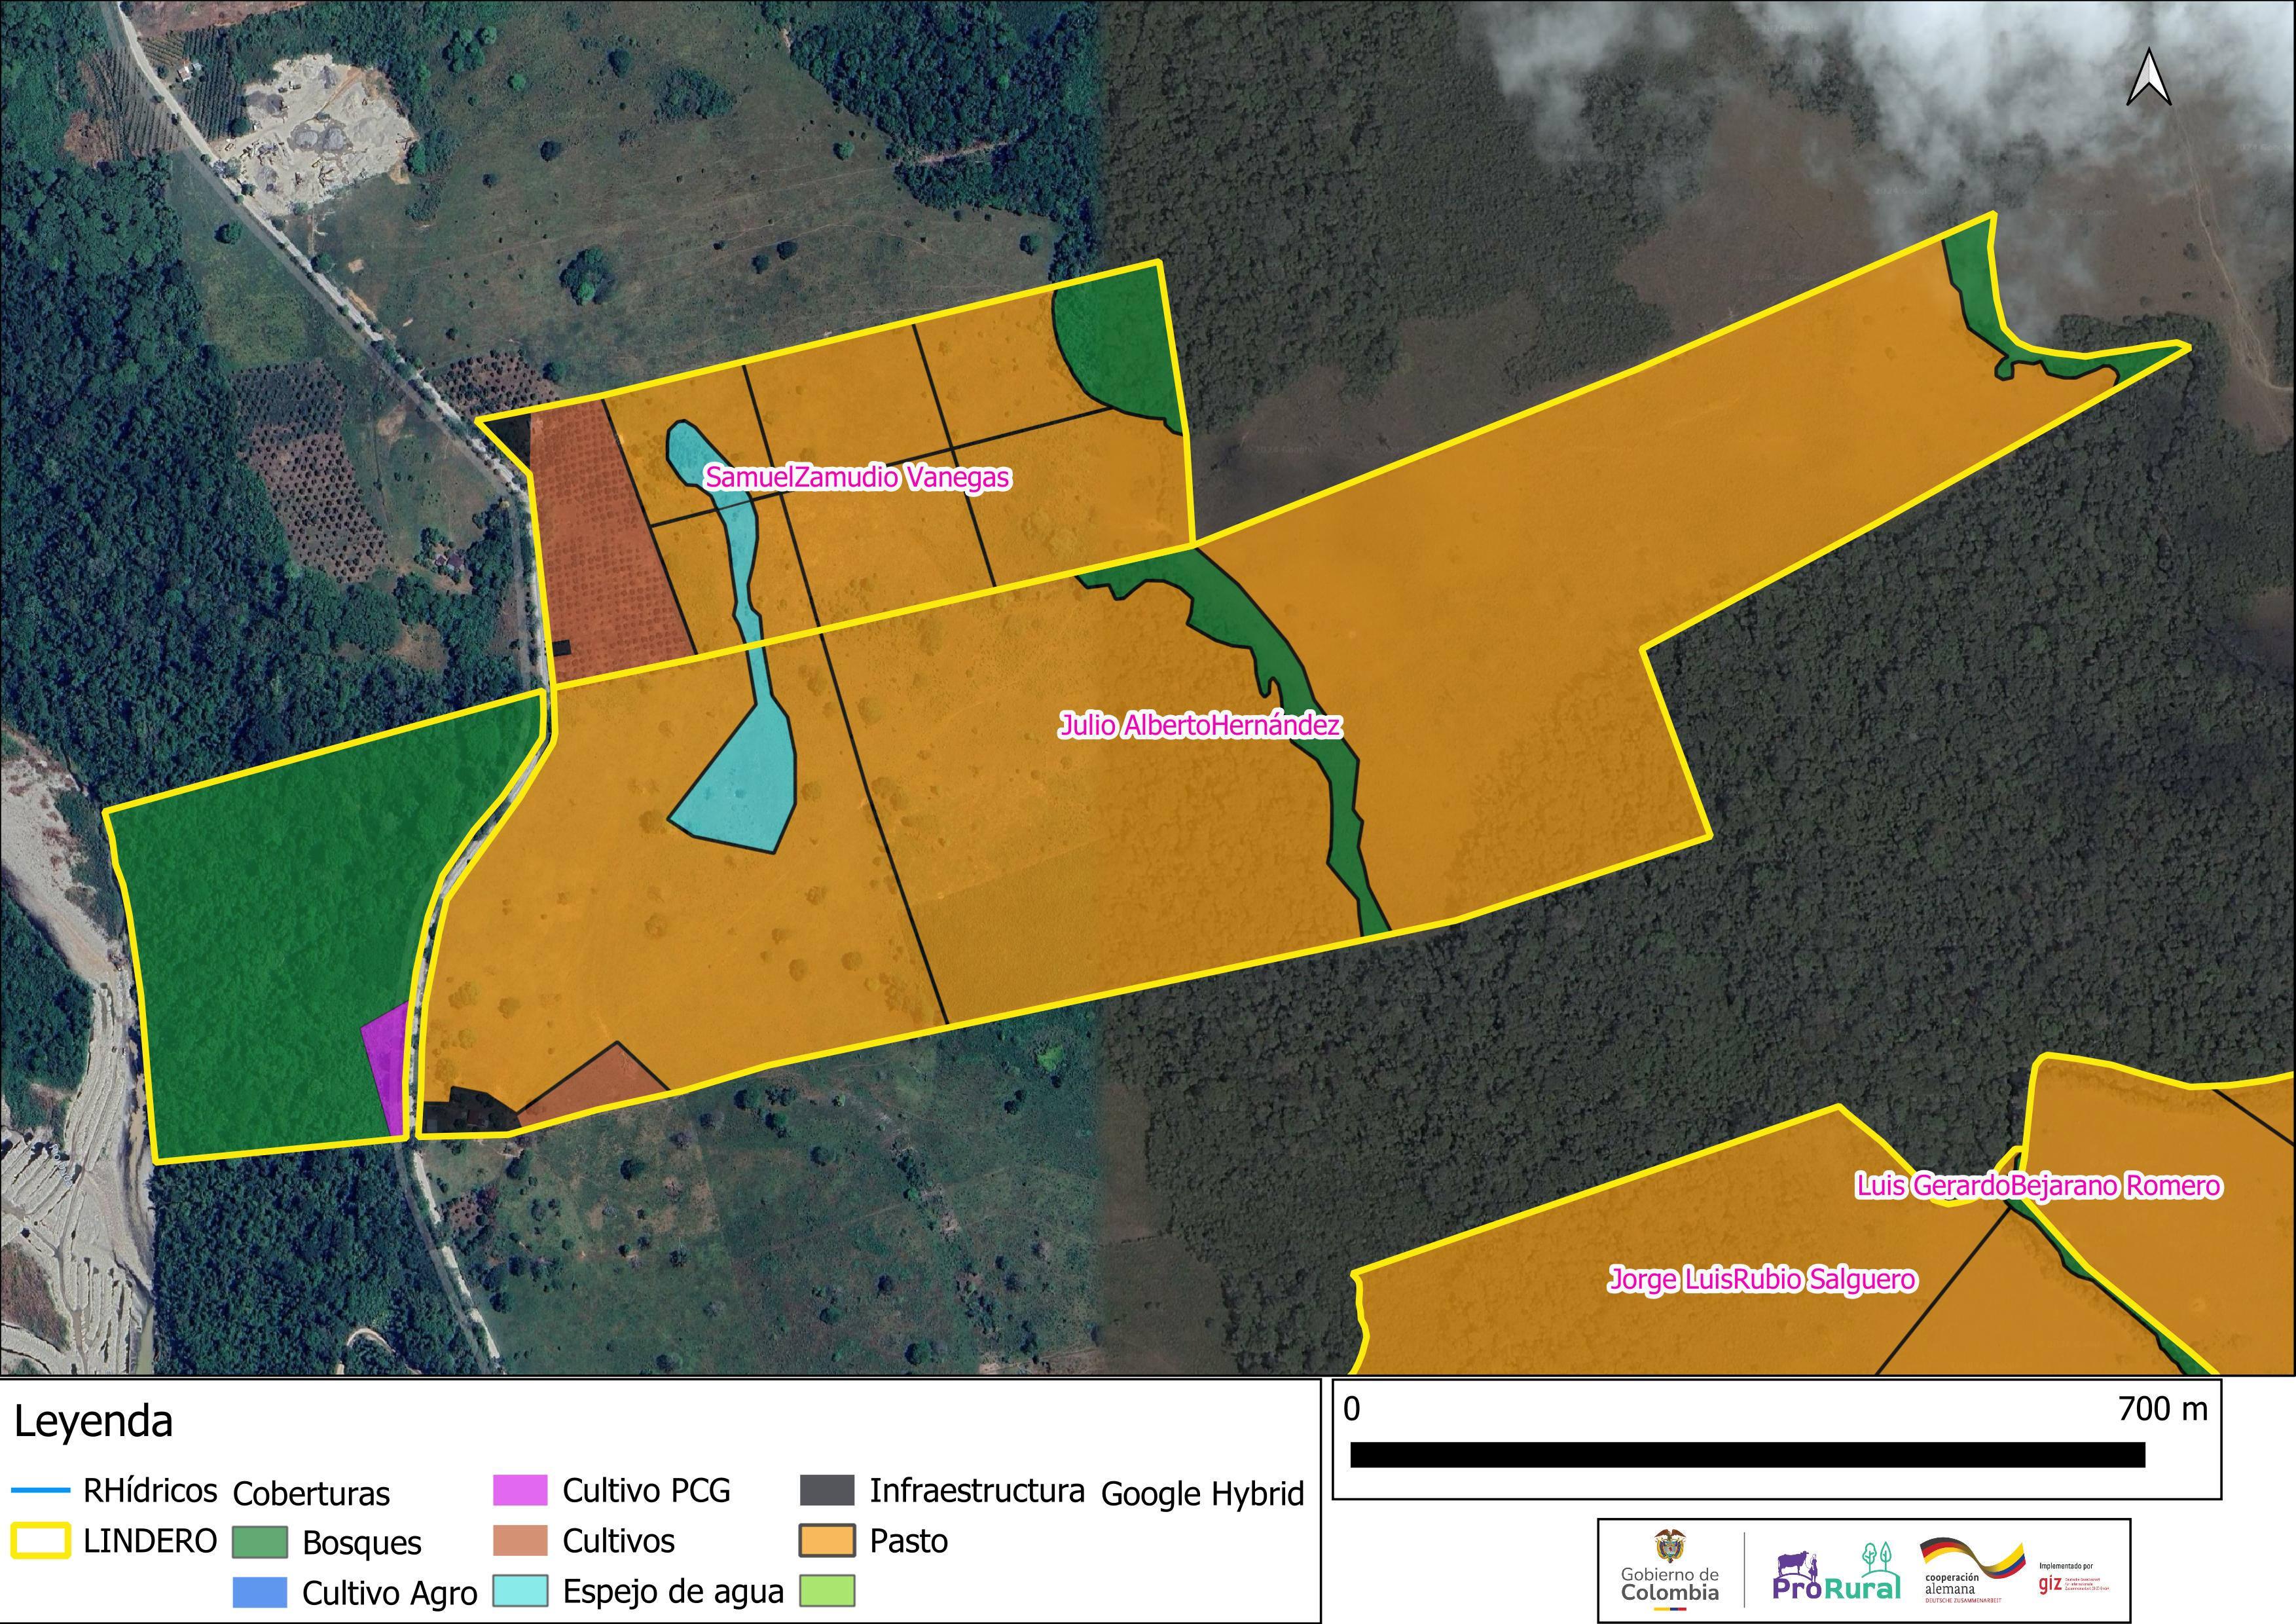 SamuelZamudio Vanegas
Julio AlbertoHernández
Luis GerardoBejarano Romero
Jorge LuisRubio Salguero
Leyenda
RHídricos
LINDERO
Coberturas
Bosques
Cultivo Agro
Cultivo PCG
Cultivos
Espejo de agua
Infraestructura
Pasto
Google Hybrid
0 700 m
Gobierno de
Colombia
ProRural
cooperación
alemana
DEUTSCHE ZUSAMMENARBEIT
Implementado por
giz